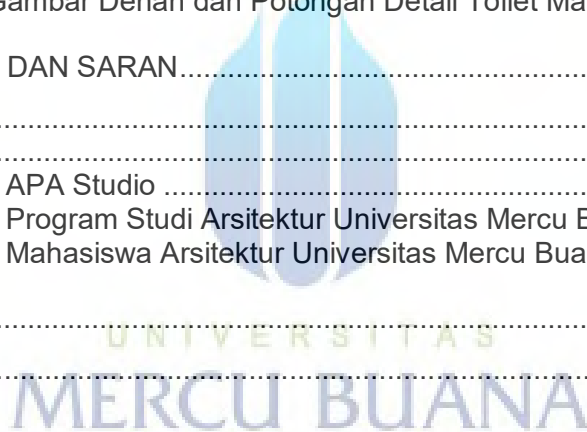 Gambar Denah dan Potongan Detail Toilet Ma
DAN SARAN..........................................................
..............................................................................
..............................................................................
APA Studio ..........................................................
Program Studi Arsitektur Universitas Mercu B
Mahasiswa Arsitektur Universitas Mercu Bua
..............................................................................
UNIVERSITAS
..............................................................................
MERCU BUANA